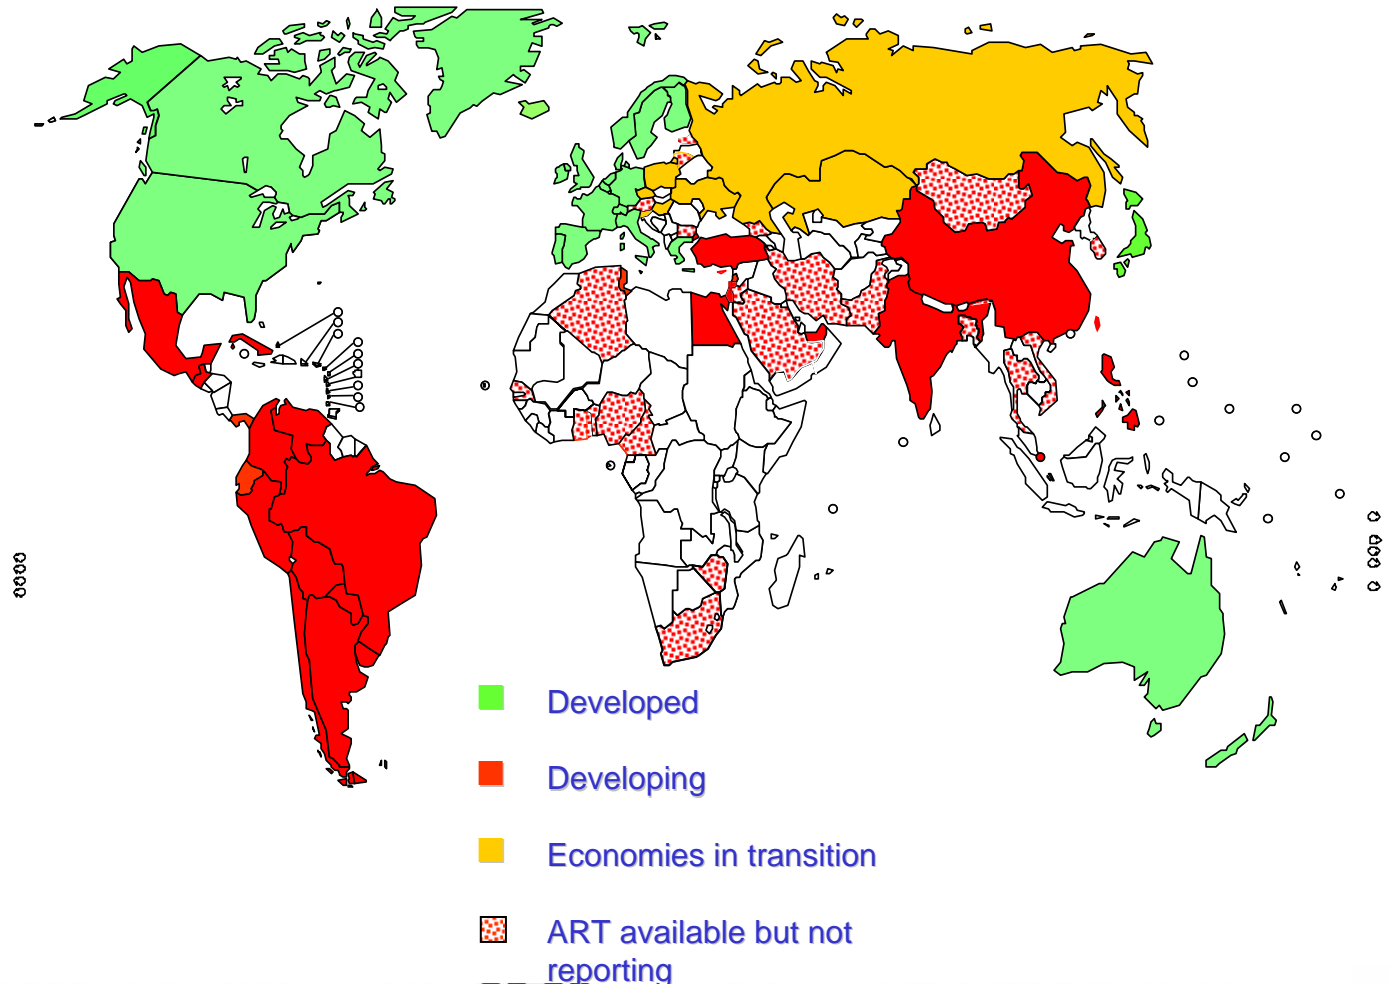 Developed
Developing
Economies in transition
ART available but not
reporting